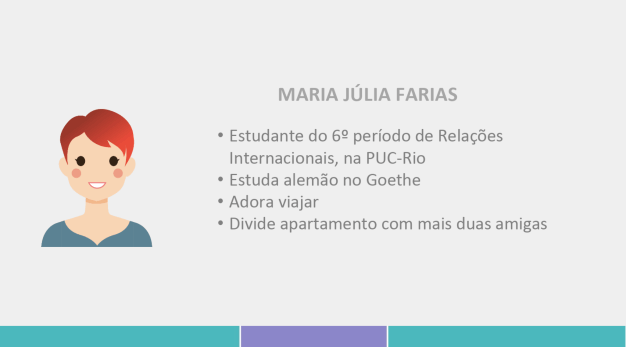 MARIA JÚLIA FARIAS
• Estudante do 6º período de Relações
Internacionais, na PUC-Rio
• Estuda alemão no Goethe
• Adora viajar
• Divide apartamento com mais duas amigas